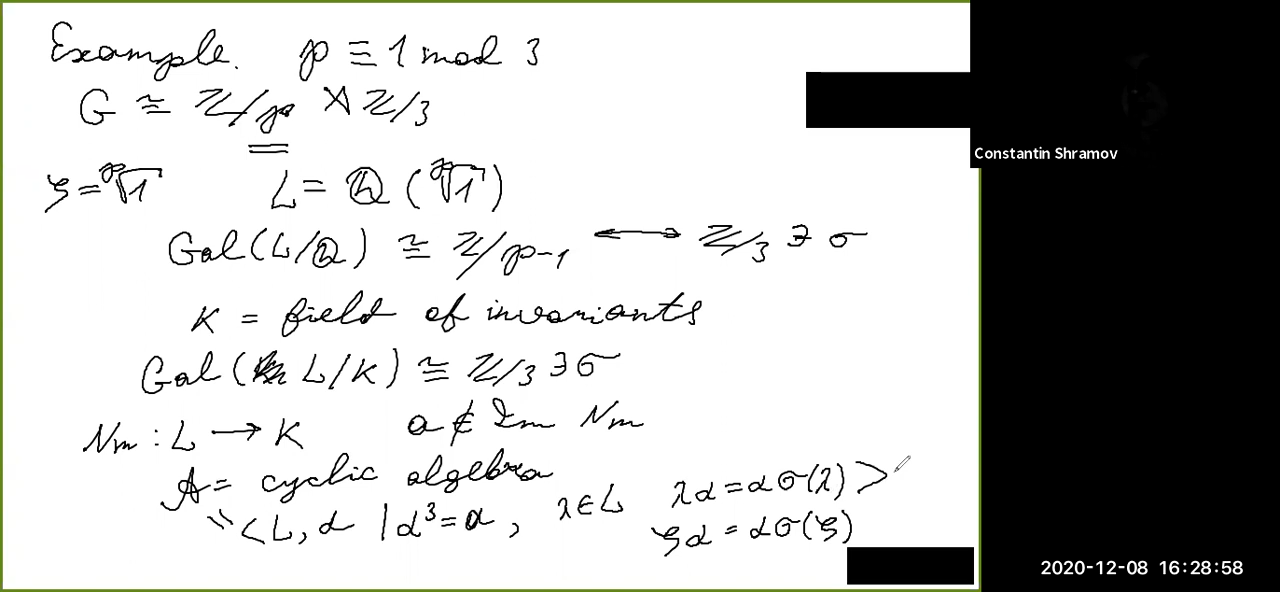 Example. p ≡ 1 mod 3
G ≅ ℤ/p ⋊ ℤ/3
Constantin Shramov
ζ = ᵖ√1 L = ℚ(ᵖ√1)
Gal(L/ℚ) ≅ ℤ/p-1 ⟷ ℤ/3 ∋ σ
K = field of invariants
Gal(L/K) ≅ ℤ/3 ∋ σ
Nm : L → K a ∉ Im Nm
A = cyclic algebra
= <L, α | α³ = a, λ ∈ L λα = ασ(λ)>
ζα = ασ(ζ)
2020-12-08 16:28:58